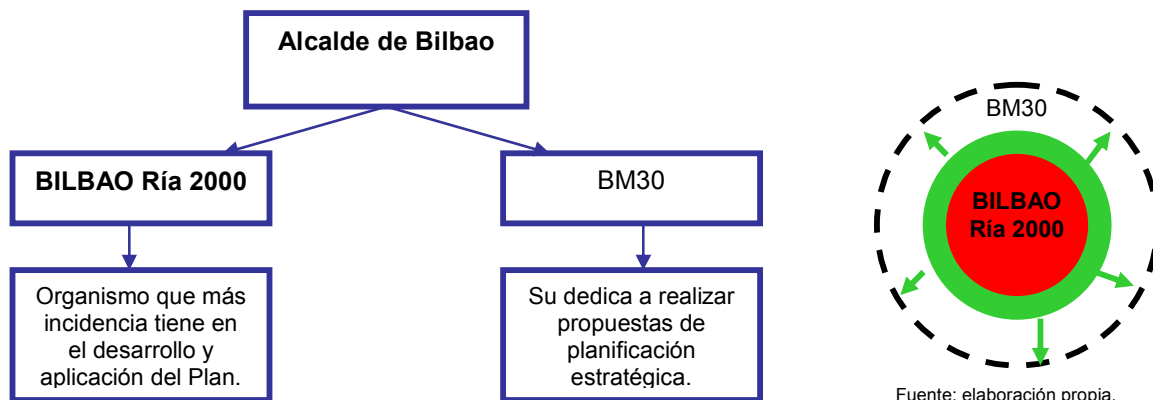 Alcalde de Bilbao
BILBAO Ría 2000
BM30
Organismo que más
incidencia tiene en
el desarrollo y
aplicación del Plan.
Su dedica a realizar
propuestas de
planificación
estratégica.
BM30
BILBAO
Ría 2000
Fuente: elaboración propia.